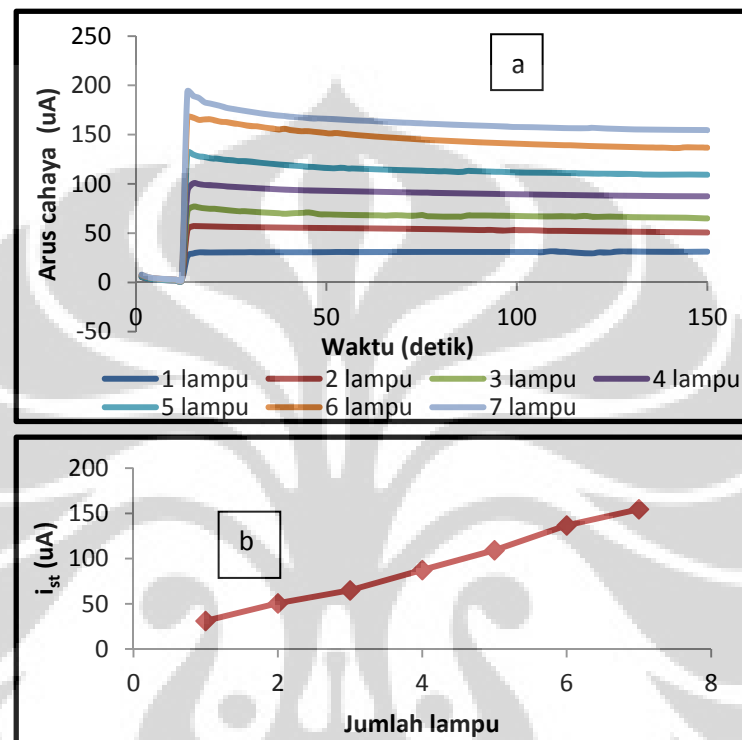 250
200
150
100
50
0
-50
Arus cahaya (uA)
a
0 50 100 150
Waktu (detik)
1 lampu 2 lampu 3 lampu 4 lampu
5 lampu 6 lampu 7 lampu
200
150
100
50
0
i_st (uA)
b
0 2 4 6 8
Jumlah lampu